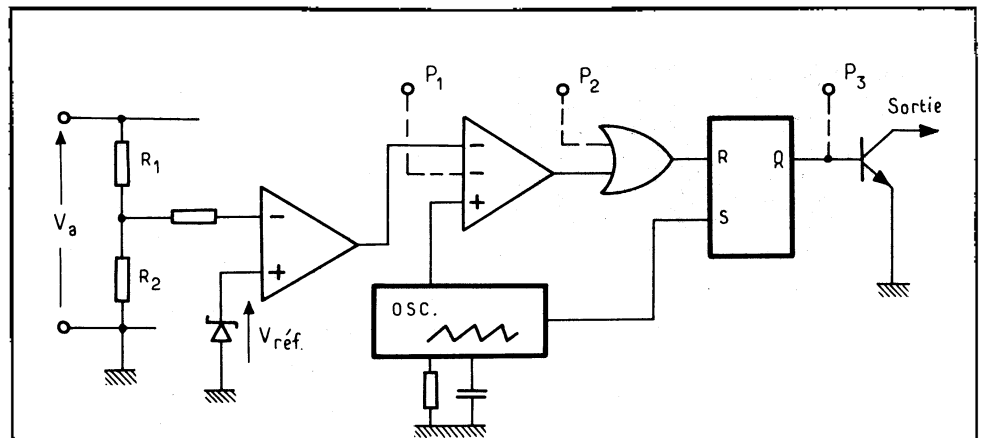 P1
P2
P3
Sortie
R1
Va
R2
Vréf.
R
S
Q
OSC.